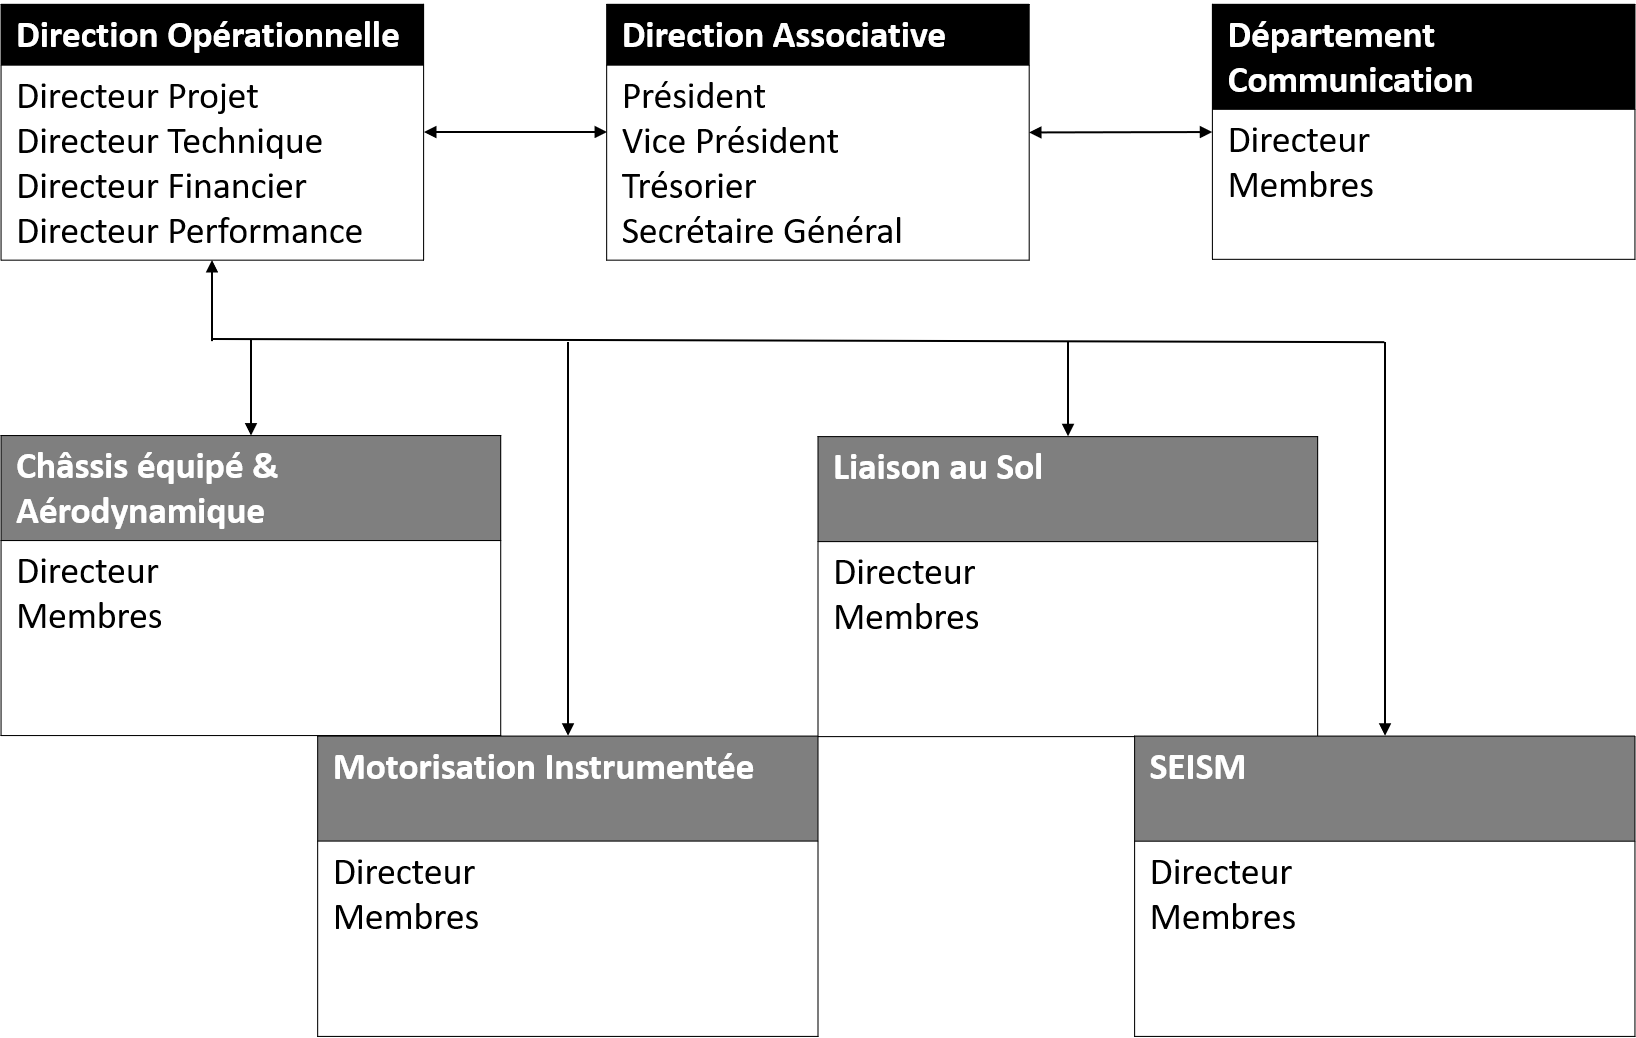 Direction Opérationnelle
Directeur Projet
Directeur Technique
Directeur Financier
Directeur Performance
Direction Associative
Président
Vice Président
Trésorier
Secrétaire Général
Département
Communication
Directeur
Membres
Châssis équipé &
Aérodynamique
Directeur
Membres
Liaison au Sol
Directeur
Membres
Motorisation Instrumentée
Directeur
Membres
SEISM
Directeur
Membres